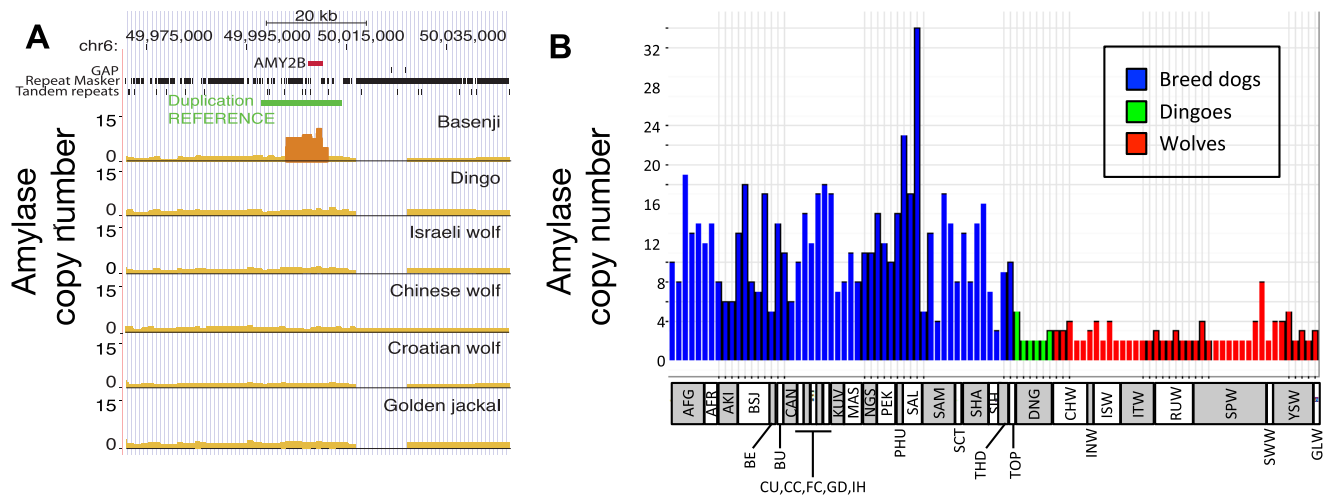 A
20 kb
chr6:
49,975,000
49,995,000
50,015,000
50,035,000
AMY2B
GAP
Repeat Masker
Tandem repeats
Duplication
REFERENCE
Amylase
copy number
15
0
Basenji
15
0
Dingo
15
0
Israeli wolf
15
0
Chinese wolf
15
0
Croatian wolf
15
0
Golden jackal
15
0
B
Amylase
copy number
32
28
24
20
16
12
8
4
0
Breed dogs
Dingoes
Wolves
AFG
AFR
AKI
BSJ
CAN
KUV
MAS
NGS
PEK
SAL
SAM
SHA
SIH
DNG
CHW
ISW
ITW
RUW
SPW
YSW
BE
BU
CU,CC,FC,GD,IH
PHU
SCT
THD
TOP
INW
SWW
GLW